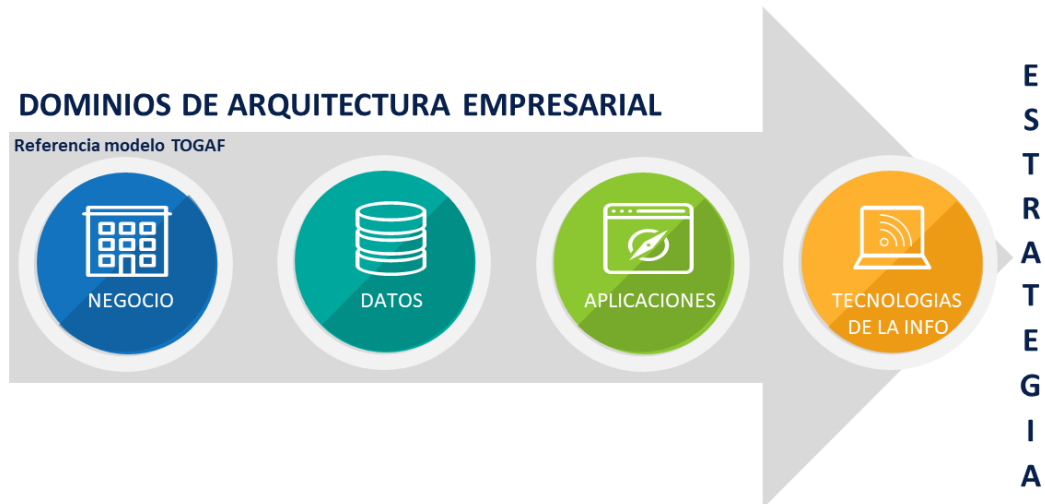 DOMINIOS DE ARQUITECTURA EMPRESARIAL
Referencia modelo TOGAF
NEGOCIO
DATOS
APLICACIONES
TECNOLOGIAS
DE LA INFO
E
S
T
R
A
T
E
G
I
A